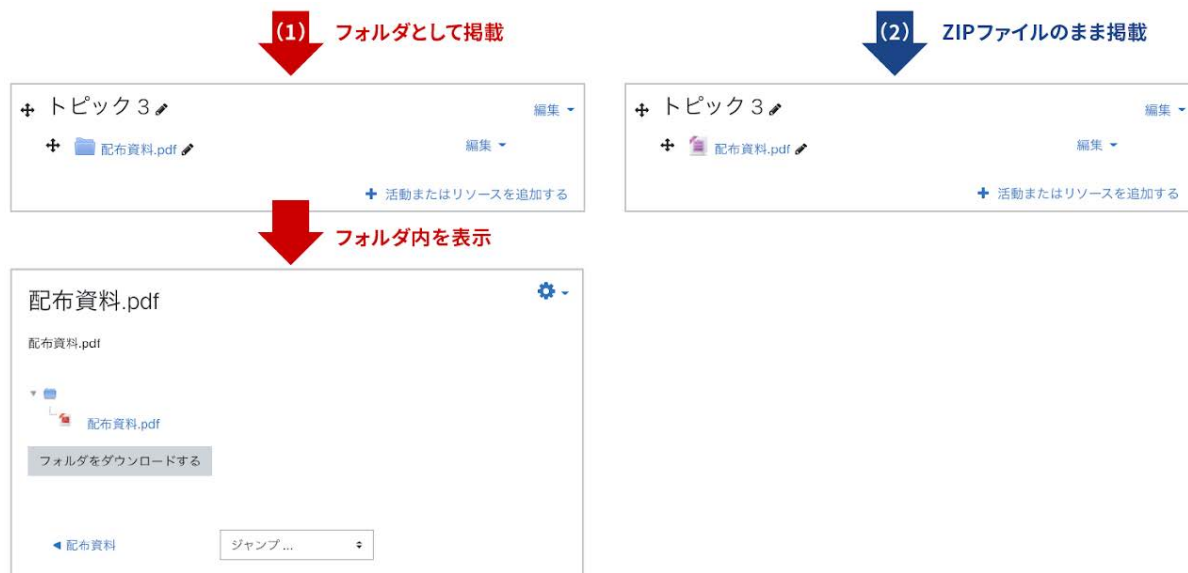 (1) フォルダとして掲載
(2) ZIPファイルのまま掲載
トピック 3
編集
配布資料.pdf
編集
活動またはリソースを追加する
トピック 3
編集
配布資料.pdf
編集
活動またはリソースを追加する
フォルダ内を表示
配布資料.pdf
配布資料.pdf
配布資料.pdf
フォルダをダウンロードする
◀ 配布資料
ジャンプ ...